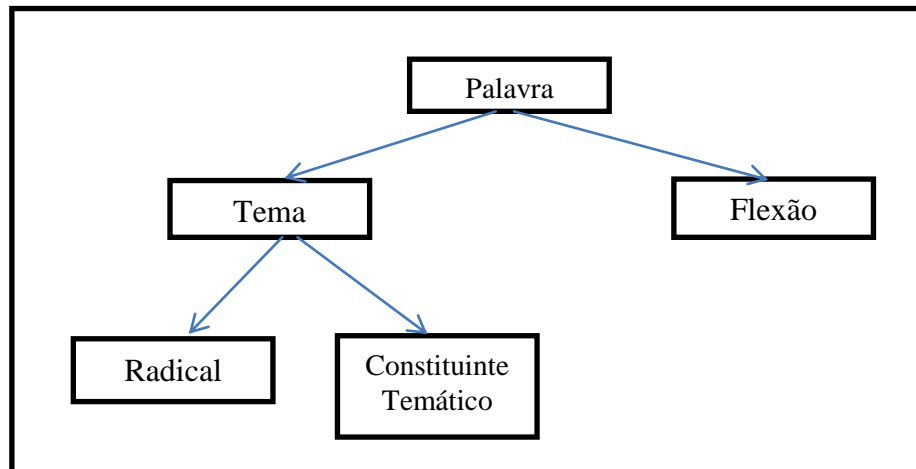 Palavra
Tema
Flexão
Radical
Constituinte
Temático